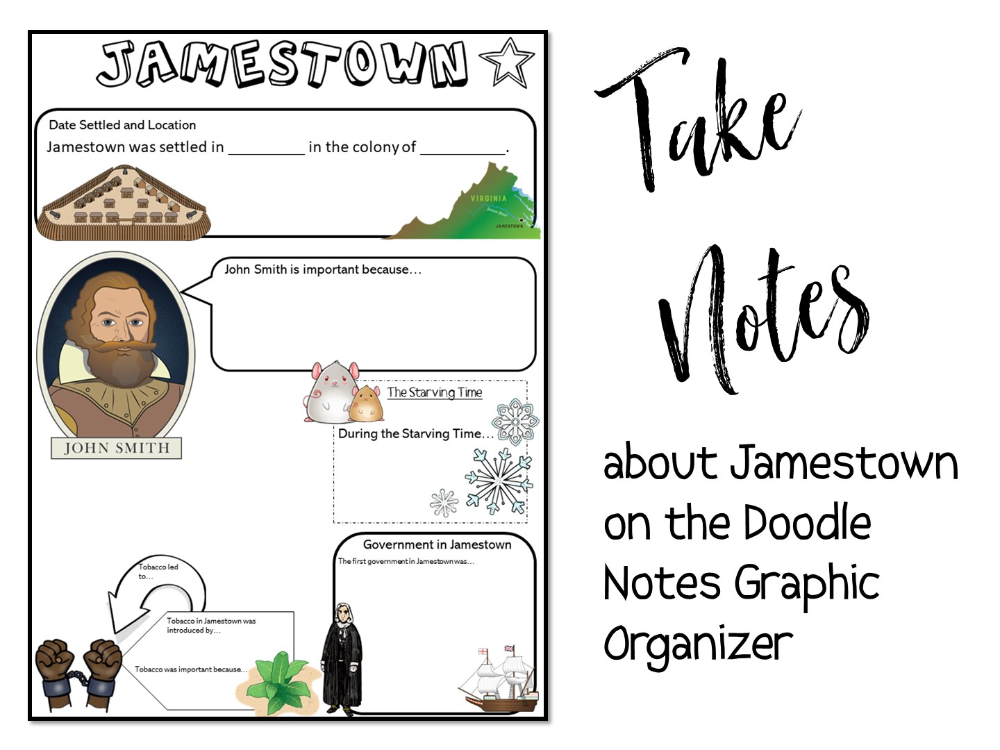 JAMESTOWN
Date Settled and Location
Jamestown was settled in _________ in the colony of __________.
VIRGINIA
James River
JAMESTOWN
John Smith is important because...
JOHN SMITH
The Starving Time
During the Starving Time...
Government in Jamestown
The first government in Jamestown was...
Tobacco led
to...
Tobacco in Jamestown was
introduced by...
Tobacco was important because...
Take
Notes
about Jamestown
on the Doodle
Notes Graphic
Organizer